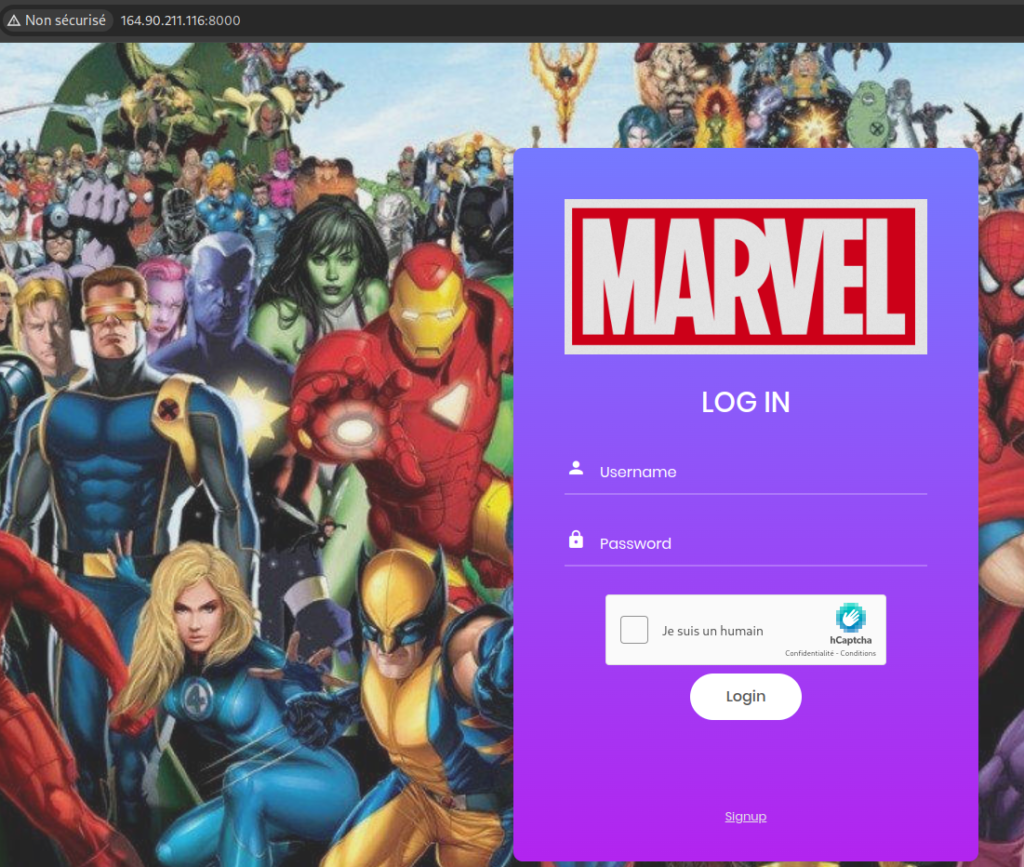 Non sécurisé 164.90.211.116:8000
MARVEL
LOG IN
Username
Password
Je suis un humain
hCaptcha
Confidentialité - Conditions
Login
Signup
4